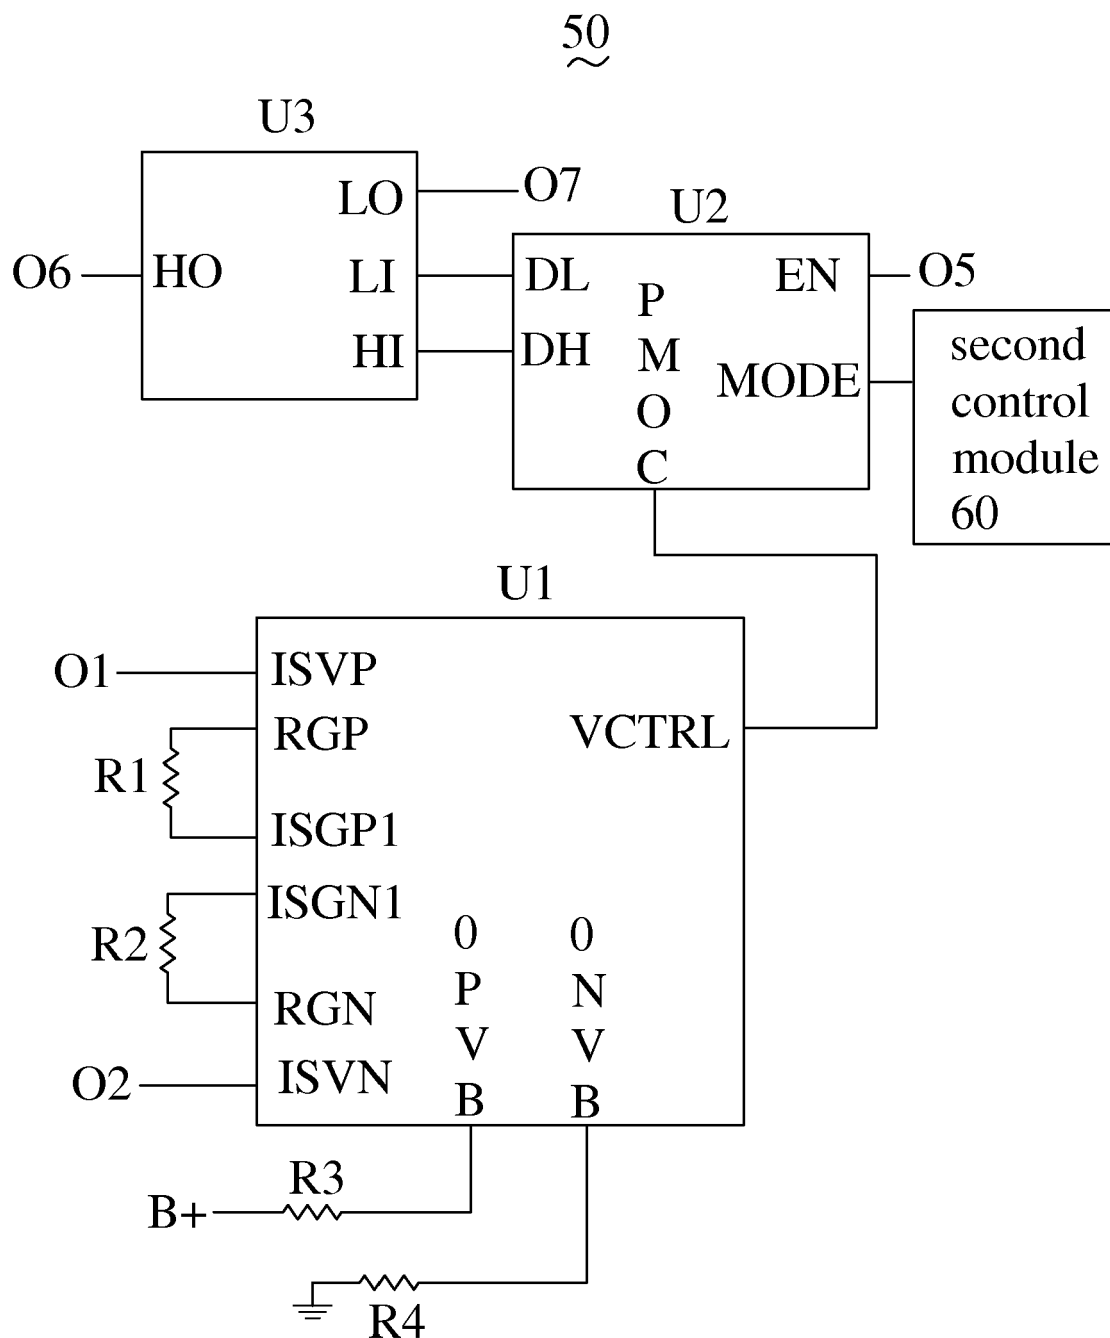 50
U3
LO
O7
U2
O6
HO
LI
DL
EN
O5
HI
DH
P
M
O
C
MODE
second
control
module
60
U1
O1
ISVP
RGP
VCTRL
R1
ISGP1
ISGN1
R2
RGN
O2
ISVN
0
P
V
B
0
N
V
B
R3
B+
R4